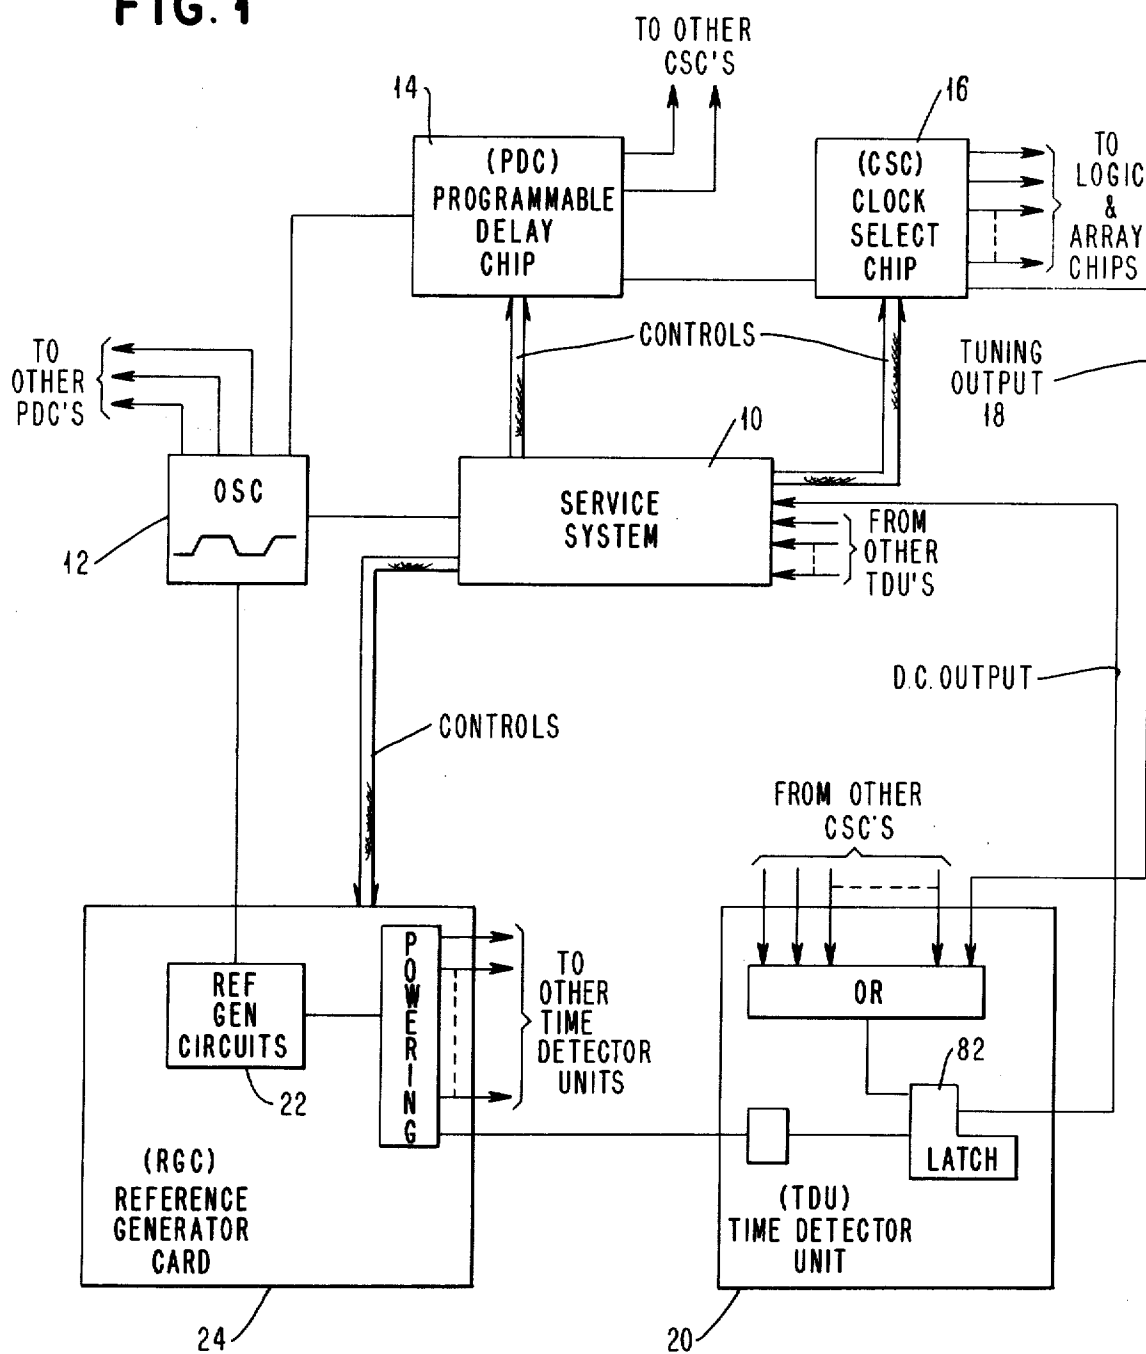 FIG. 1
TO OTHER
CSC'S
14
16
(PDC)
PROGRAMMABLE
DELAY
CHIP
(CSC)
CLOCK
SELECT
CHIP
TO
LOGIC
&
ARRAY
CHIPS
CONTROLS
TO
OTHER
PDC'S
TUNING
OUTPUT
18
10
OSC
12
SERVICE
SYSTEM
FROM
OTHER
TDU'S
D.C. OUTPUT
CONTROLS
FROM OTHER
CSC'S
POWERING
REF
GEN
CIRCUITS
22
TO
OTHER
TIME
DETECTOR
UNITS
OR
82
LATCH
(RGC)
REFERENCE
GENERATOR
CARD
(TDU)
TIME DETECTOR
UNIT
24
20